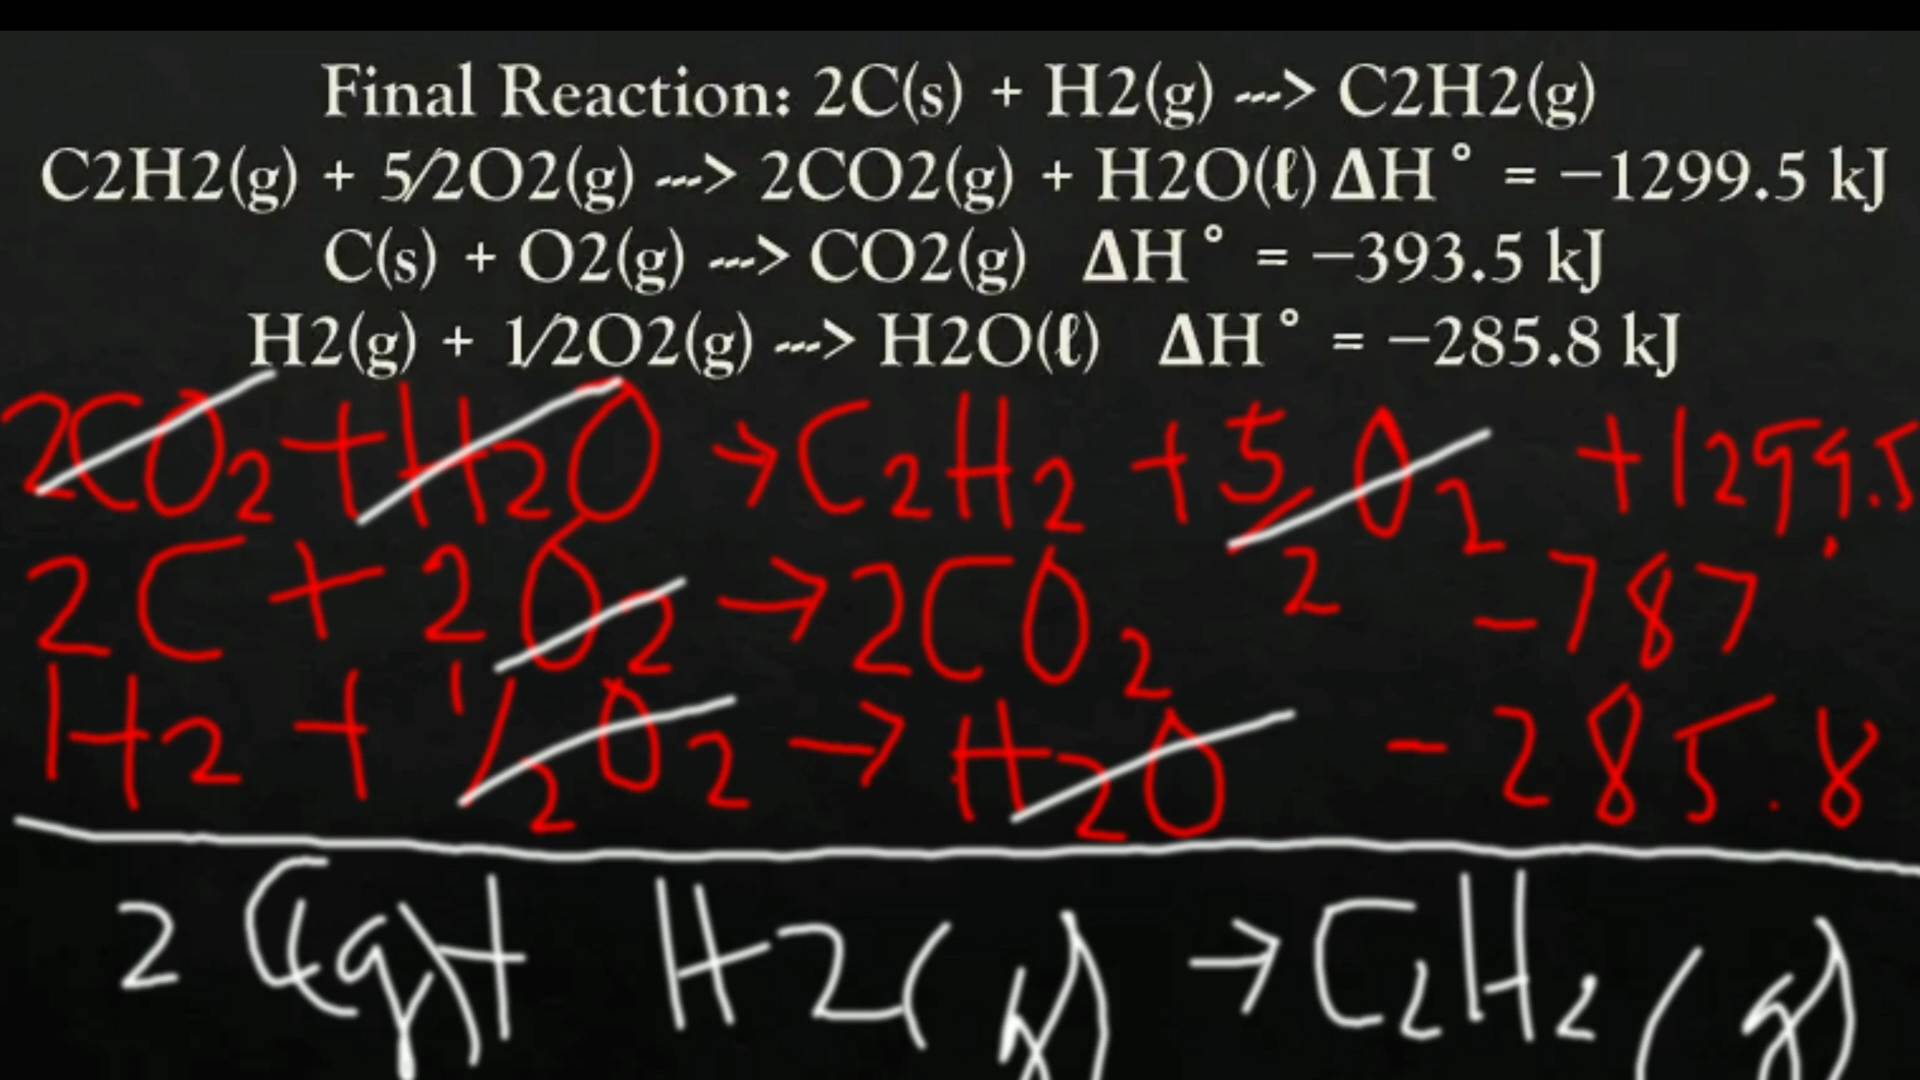 Final Reaction: 2C(s) + H2(g) ---> C2H2(g)
C2H2(g) + 5⁄2O2(g) ---> 2CO2(g) + H2O(ℓ) ΔH° = −1299.5 kJ
C(s) + O2(g) ---> CO2(g) ΔH° = −393.5 kJ
H2(g) + 1⁄2O2(g) ---> H2O(ℓ) ΔH° = −285.8 kJ
2CO2 + H2O → C2H2 + 5/2 O2 +1299.5
2C + 2O2 → 2CO2 -787
H2 + 1/2 O2 → H2O -285.8
2C(g) + H2(g) → C2H2(g)